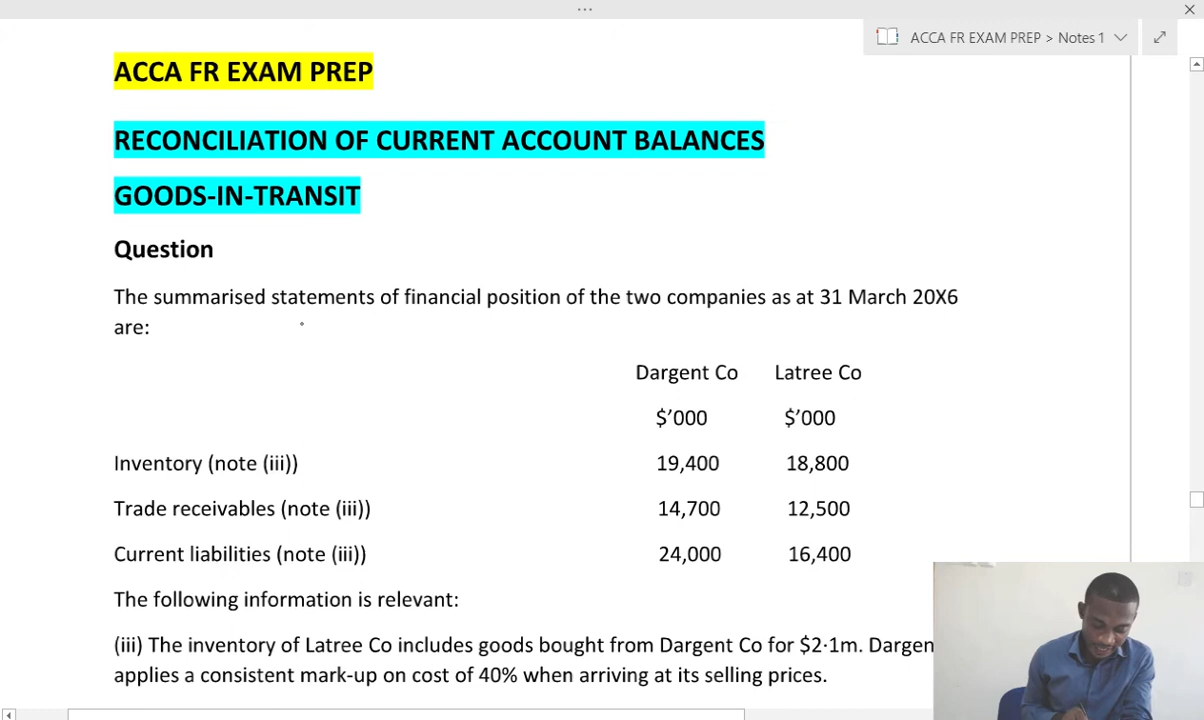 ...
ACCA FR EXAM PREP > Notes 1
ACCA FR EXAM PREP
RECONCILIATION OF CURRENT ACCOUNT BALANCES
GOODS-IN-TRANSIT
Question
The summarised statements of financial position of the two companies as at 31 March 20X6
are:
Dargent Co Latree Co
$’000 $’000
Inventory (note (iii)) 19,400 18,800
Trade receivables (note (iii)) 14,700 12,500
Current liabilities (note (iii)) 24,000 16,400
The following information is relevant:
(iii) The inventory of Latree Co includes goods bought from Dargent Co for $2·1m. Dargen
applies a consistent mark-up on cost of 40% when arriving at its selling prices.